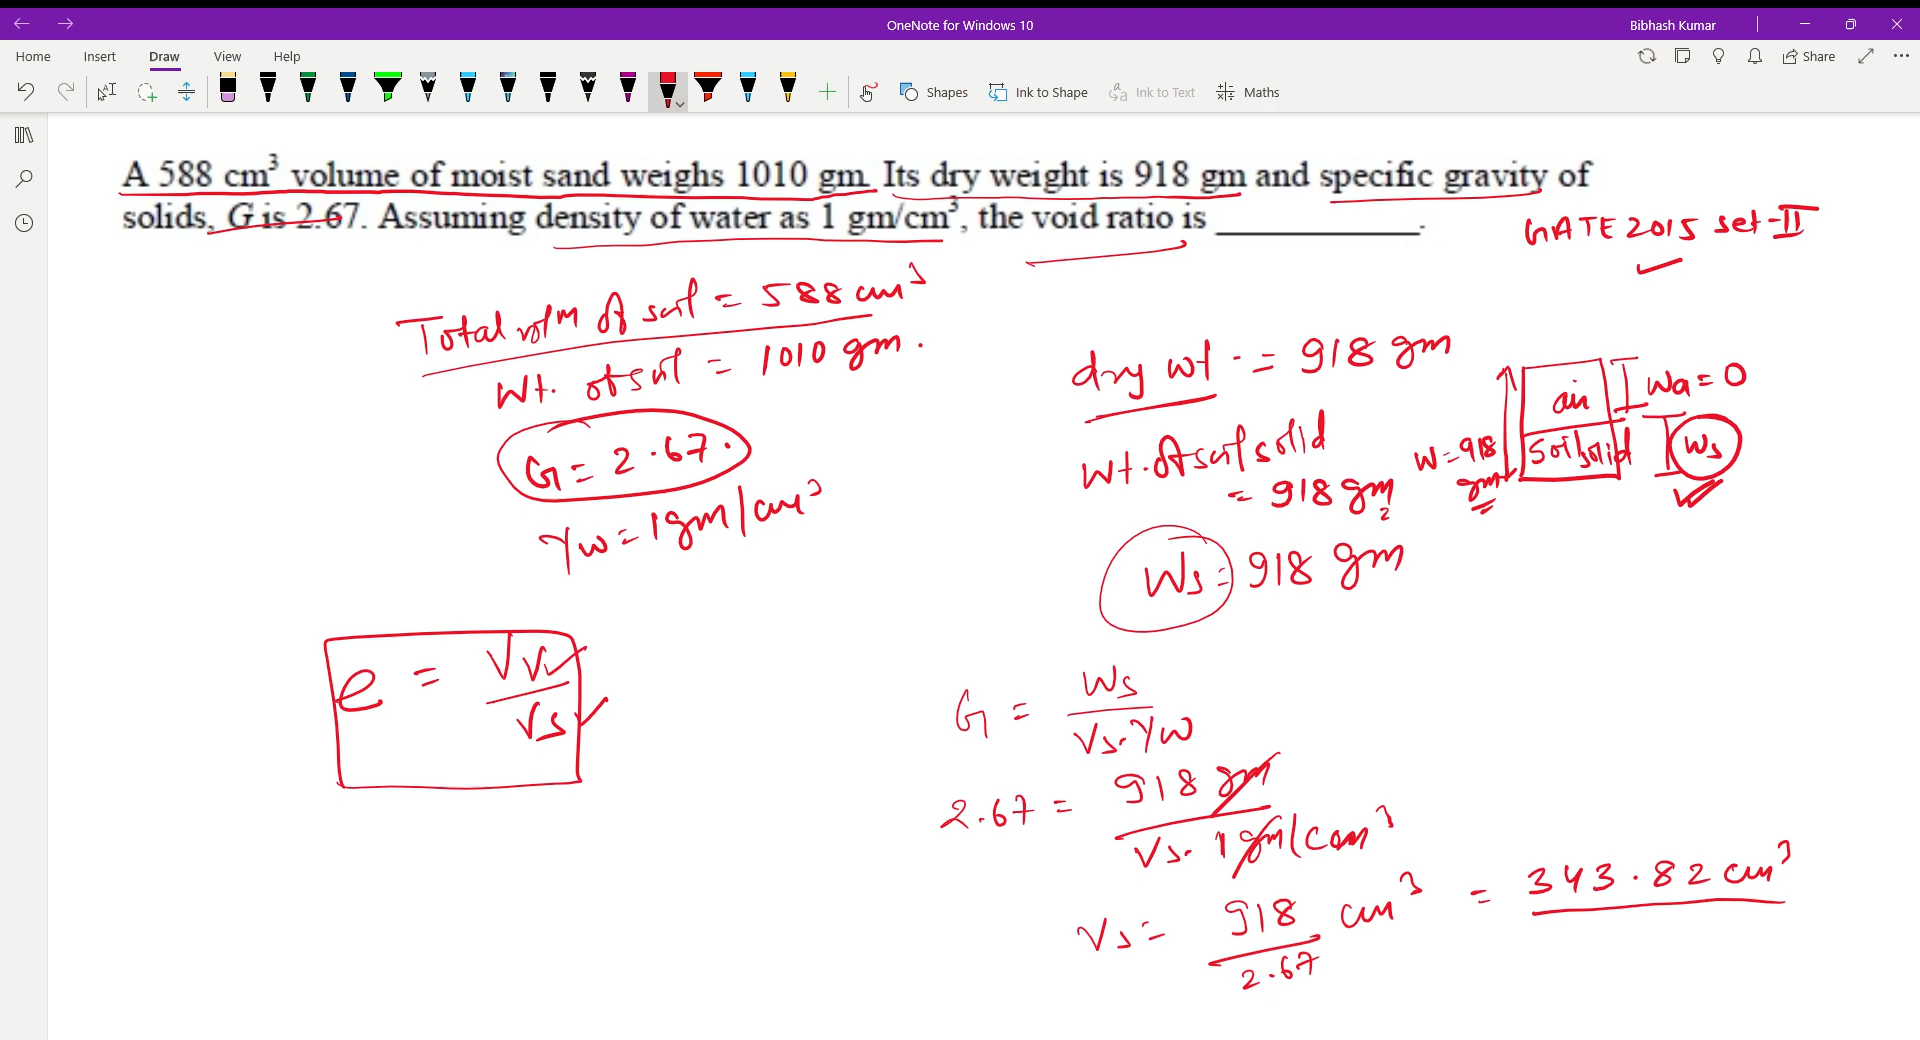 OneNote for Windows 10
Bibhash Kumar
Home Insert Draw View Help
Share
Shapes Ink to Shape Ink to Text Maths
A 588 cm³ volume of moist sand weighs 1010 gm. Its dry weight is 918 gm and specific gravity of
solids, G is 2.67. Assuming density of water as 1 gm/cm³, the void ratio is ____________.
GATE 2015 set-II
Total volm of soil = 588 cm³
Wt. of soil = 1010 gm.
G = 2.67.
γw = 1gm/cm³
e = Vv/Vs
dry wt. = 918 gm
Wt. of soil solid
= 918 gm
Ws = 918 gm
air
Wa = 0
W = 918
gm
Soil solid
Ws
G = Ws/Vs.γw
2.67 = 918 gm/Vs. 1gm/cm³
Vs = 918/2.67 cm³ = 343.82 cm³